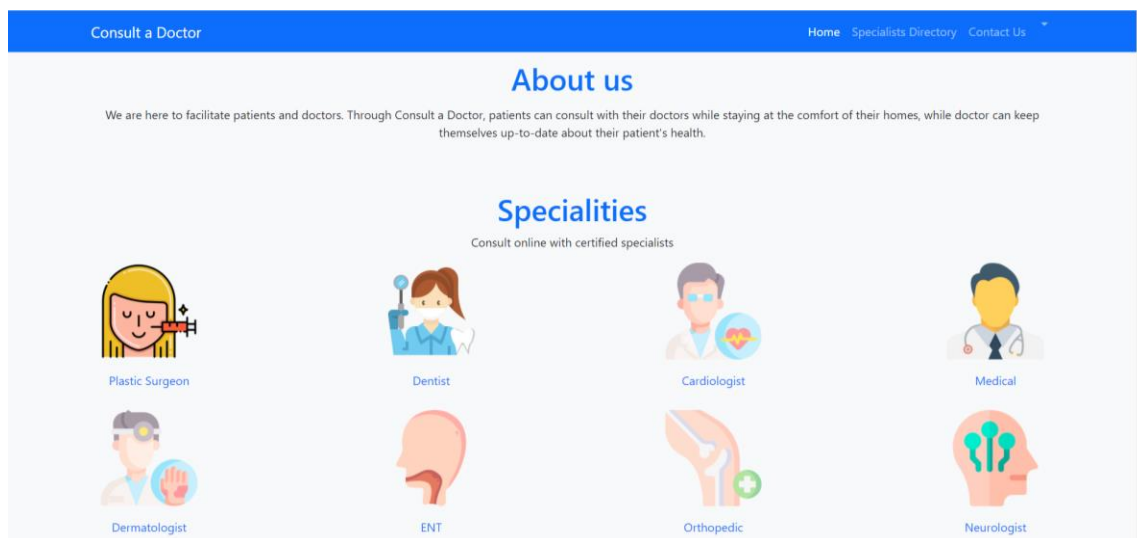 Consult a Doctor
Home Specialists Directory Contact Us
About us
We are here to facilitate patients and doctors. Through Consult a Doctor, patients can consult with their doctors while staying at the comfort of their homes, while doctor can keep
themselves up-to-date about their patient's health.
Specialities
Consult online with certified specialists
Plastic Surgeon Dentist Cardiologist Medical
Dermatologist ENT Orthopedic Neurologist